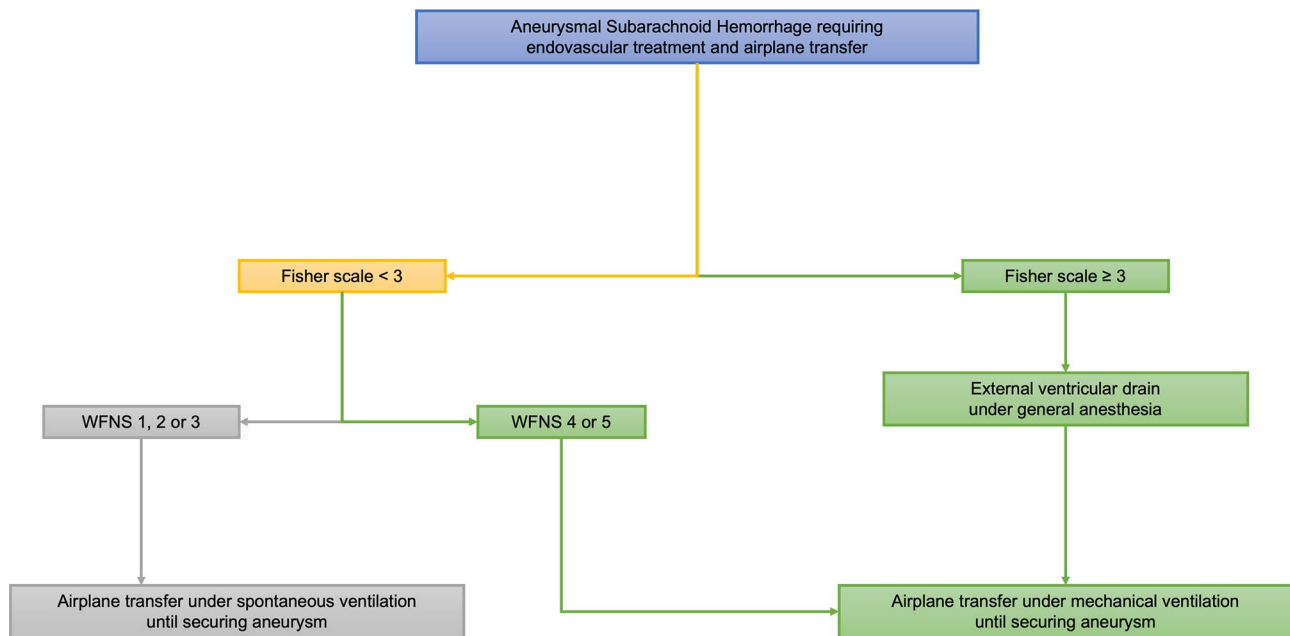 Aneurysmal Subarachnoid Hemorrhage requiring
endovascular treatment and airplane transfer
Fisher scale < 3
Fisher scale ≥ 3
External ventricular drain
under general anesthesia
WFNS 1, 2 or 3
WFNS 4 or 5
Airplane transfer under spontaneous ventilation
until securing aneurysm
Airplane transfer under mechanical ventilation
until securing aneurysm